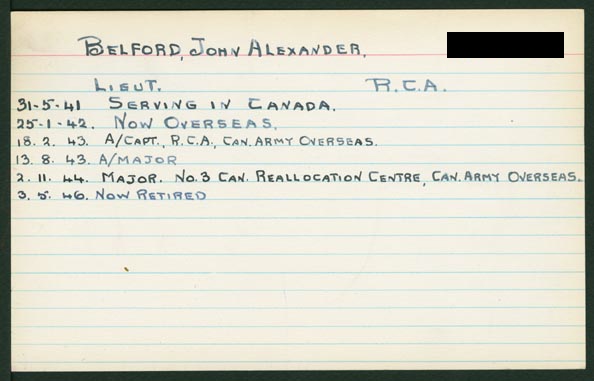 BELFORD, JOHN ALEXANDER.
LIEUT. R.C.A.
31-5-41 SERVING IN CANADA.
25-1-42. NOW OVERSEAS.
18. 2. 43. A/CAPT., R.C.A., CAN. ARMY OVERSEAS.
13. 8. 43. A/MAJOR
2. 11. 44. MAJOR. NO.3 CAN. REALLOCATION CENTRE, CAN. ARMY OVERSEAS.
3. 5. 46. NOW RETIRED